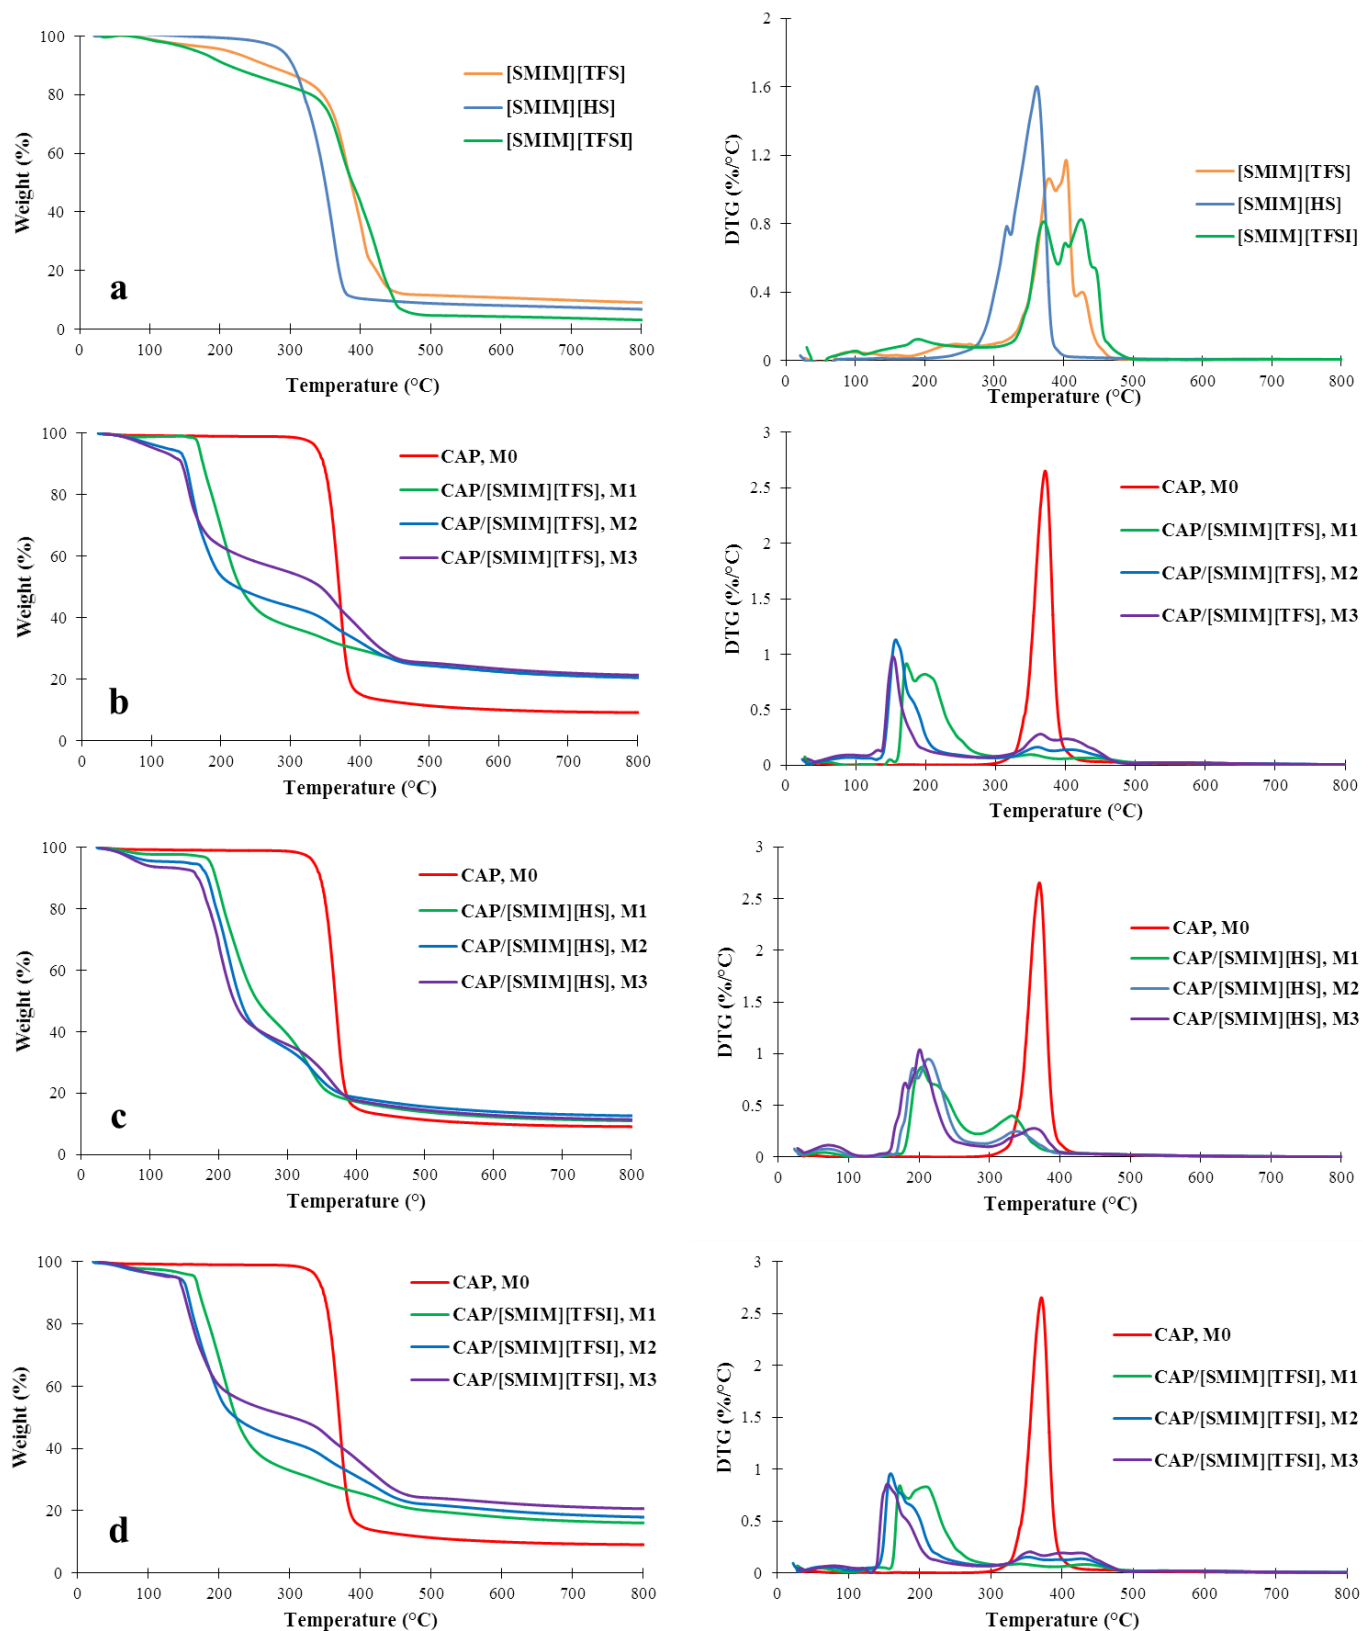 100
80
60
40
20
0
0 100 200 300 400 500 600 700 800
Weight (%)
Temperature (°C)
[SMIM][TFS]
[SMIM][HS]
[SMIM][TFSI]
a
2
1.6
1.2
0.8
0.4
0
0 100 200 300 400 500 600 700 800
DTG (%/°C)
Temperature (°C)
[SMIM][TFS]
[SMIM][HS]
[SMIM][TFSI]
100
80
60
40
20
0
0 100 200 300 400 500 600 700 800
Weight (%)
Temperature (°C)
CAP, M0
CAP/[SMIM][TFS], M1
CAP/[SMIM][TFS], M2
CAP/[SMIM][TFS], M3
b
3
2.5
2
1.5
1
0.5
0
0 100 200 300 400 500 600 700 800
DTG (%/°C)
Temperature (°C)
CAP, M0
CAP/[SMIM][TFS], M1
CAP/[SMIM][TFS], M2
CAP/[SMIM][TFS], M3
100
80
60
40
20
0
0 100 200 300 400 500 600 700 800
Weight (%)
Temperature (°)
CAP, M0
CAP/[SMIM][HS], M1
CAP/[SMIM][HS], M2
CAP/[SMIM][HS], M3
c
3
2.5
2
1.5
1
0.5
0
0 100 200 300 400 500 600 700 800
DTG (%/°C)
Temperature (°C)
CAP, M0
CAP/[SMIM][HS], M1
CAP/[SMIM][HS], M2
CAP/[SMIM][HS], M3
100
80
60
40
20
0
0 100 200 300 400 500 600 700 800
Weight (%)
Temperature (°C)
CAP, M0
CAP/[SMIM][TFSI], M1
CAP/[SMIM][TFSI], M2
CAP/[SMIM][TFSI], M3
d
3
2.5
2
1.5
1
0.5
0
0 100 200 300 400 500 600 700 800
DTG (%/°C)
Temperature (°C)
CAP, M0
CAP/[SMIM][TFSI], M1
CAP/[SMIM][TFSI], M2
CAP/[SMIM][TFSI], M3